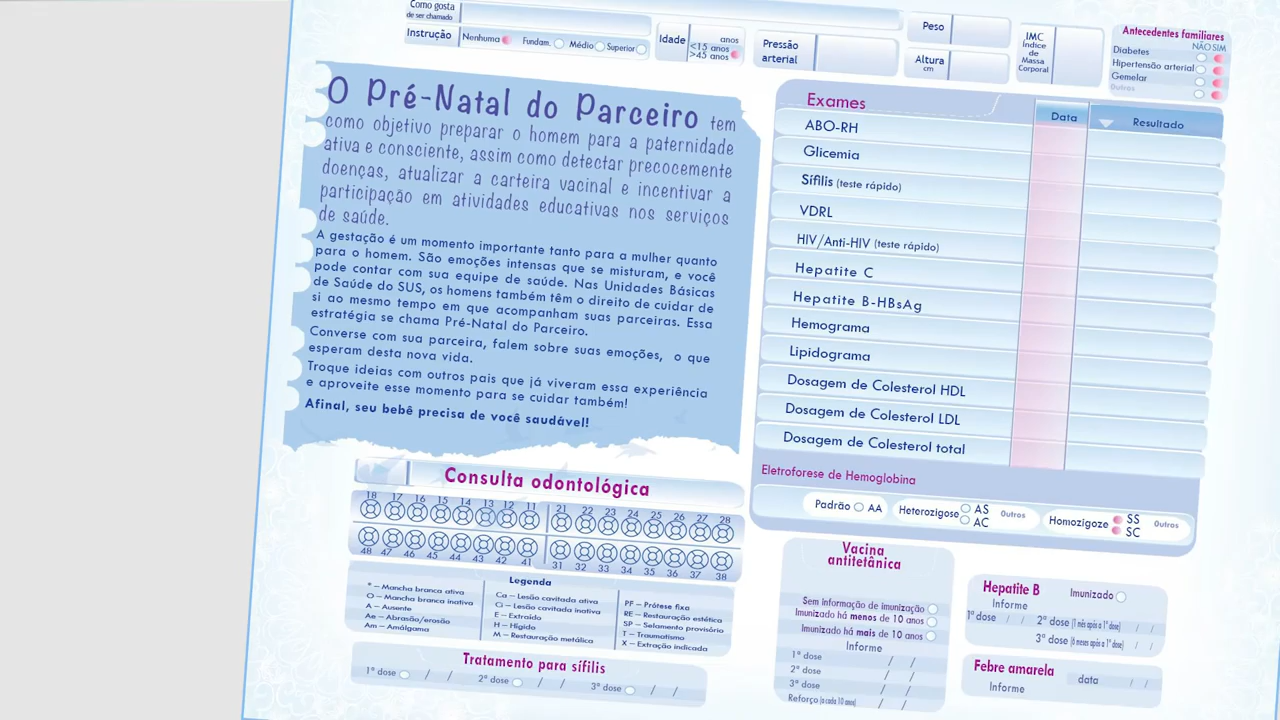 Como gosta
de ser chamado
Instrução Nenhuma Fundam. Médio Superior
Idade anos
<15 anos
>45 anos
Pressão
arterial
Peso
Altura
cm
IMC
Índice
de
Massa
Corporal
Antecedentes familiares
NÃO SIM
Diabetes
Hipertensão arterial
Gemelar
Outros
O Pré-Natal do Parceiro tem
como objetivo preparar o homem para a paternidade
ativa e consciente, assim como detectar precocemente
doenças, atualizar a carteira vacinal e incentivar a
participação em atividades educativas nos serviços
de saúde.
A gestação é um momento importante tanto para a mulher quanto
para o homem. São emoções intensas que se misturam, e você
pode contar com sua equipe de saúde. Nas Unidades Básicas
de Saúde do SUS, os homens também têm o direito de cuidar de
si ao mesmo tempo em que acompanham suas parceiras. Essa
estratégia se chama Pré-Natal do Parceiro.
Converse com sua parceira, falem sobre suas emoções, o que
esperam desta nova vida.
Troque ideias com outros pais que já viveram essa experiência
e aproveite esse momento para se cuidar também!
Afinal, seu bebê precisa de você saudável!
Exames Data Resultado
ABO-RH
Glicemia
Sífilis (teste rápido)
VDRL
HIV/Anti-HIV (teste rápido)
Hepatite C
Hepatite B-HBsAg
Hemograma
Lipidograma
Dosagem de Colesterol HDL
Dosagem de Colesterol LDL
Dosagem de Colesterol total
Eletroforese de Hemoglobina
Padrão AA Heterozigose AS AC Outros Homozigoze SS SC Outros
Consulta odontológica
18 17 16 15 14 13 12 11 21 22 23 24 25 26 27 28
48 47 46 45 44 43 42 41 31 32 33 34 35 36 37 38
Legenda
* – Mancha branca ativa
O – Mancha branca inativa
A – Ausente
Ae – Abrasão/erosão
Am – Amálgama
Ca – Lesão cavitada ativa
Ci – Lesão cavitada inativa
E – Extraído
H – Hígido
M – Restauração metálica
PF – Prótese fixa
RE – Restauração estética
SP – Selamento provisório
T – Traumatismo
X – Extração indicada
Tratamento para sífilis
1ª dose / / 2ª dose / / 3ª dose / /
Vacina
antitetânica
Sem informação de imunização
Imunizado há menos de 10 anos
Imunizado há mais de 10 anos
Informe
1ª dose / /
2ª dose / /
3ª dose / /
Reforço (a cada 10 anos) / /
Hepatite B Imunizado
Informe
1ª dose / / 2ª dose (1 mês após a 1ª dose) / /
3ª dose (6 meses após a 1ª dose) / /
Febre amarela data / /
Informe